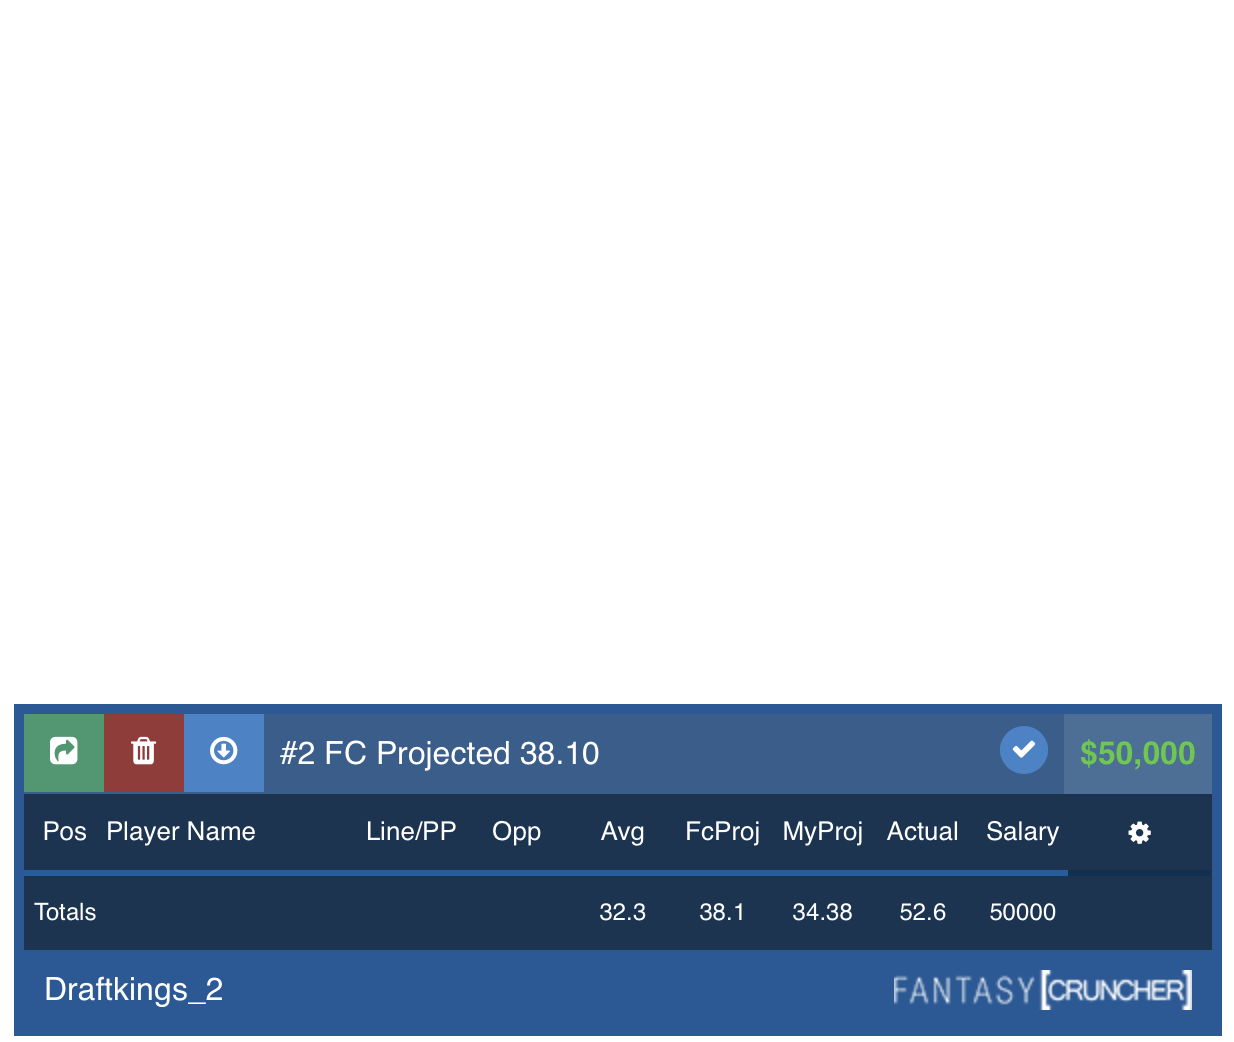 #2 FC Projected 38.10 $50,000
Pos Player Name Line/PP Opp Avg FcProj MyProj Actual Salary
Totals 32.3 38.1 34.38 52.6 50000
Draftkings_2 FANTASY[CRUNCHER]